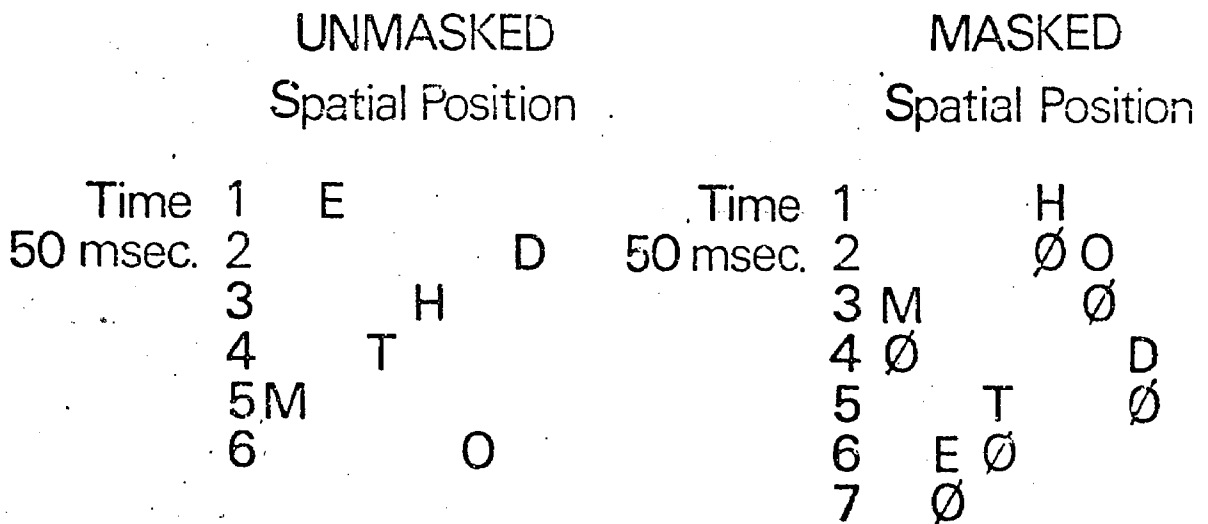 UNMASKED MASKED
Spatial Position Spatial Position
Time 1 E Time 1 H
50 msec. 2 D 50 msec. 2 Ø O
3 H 3 M Ø
4 T 4 Ø D
5 M 5 T Ø
6 O 6 E Ø
7 Ø